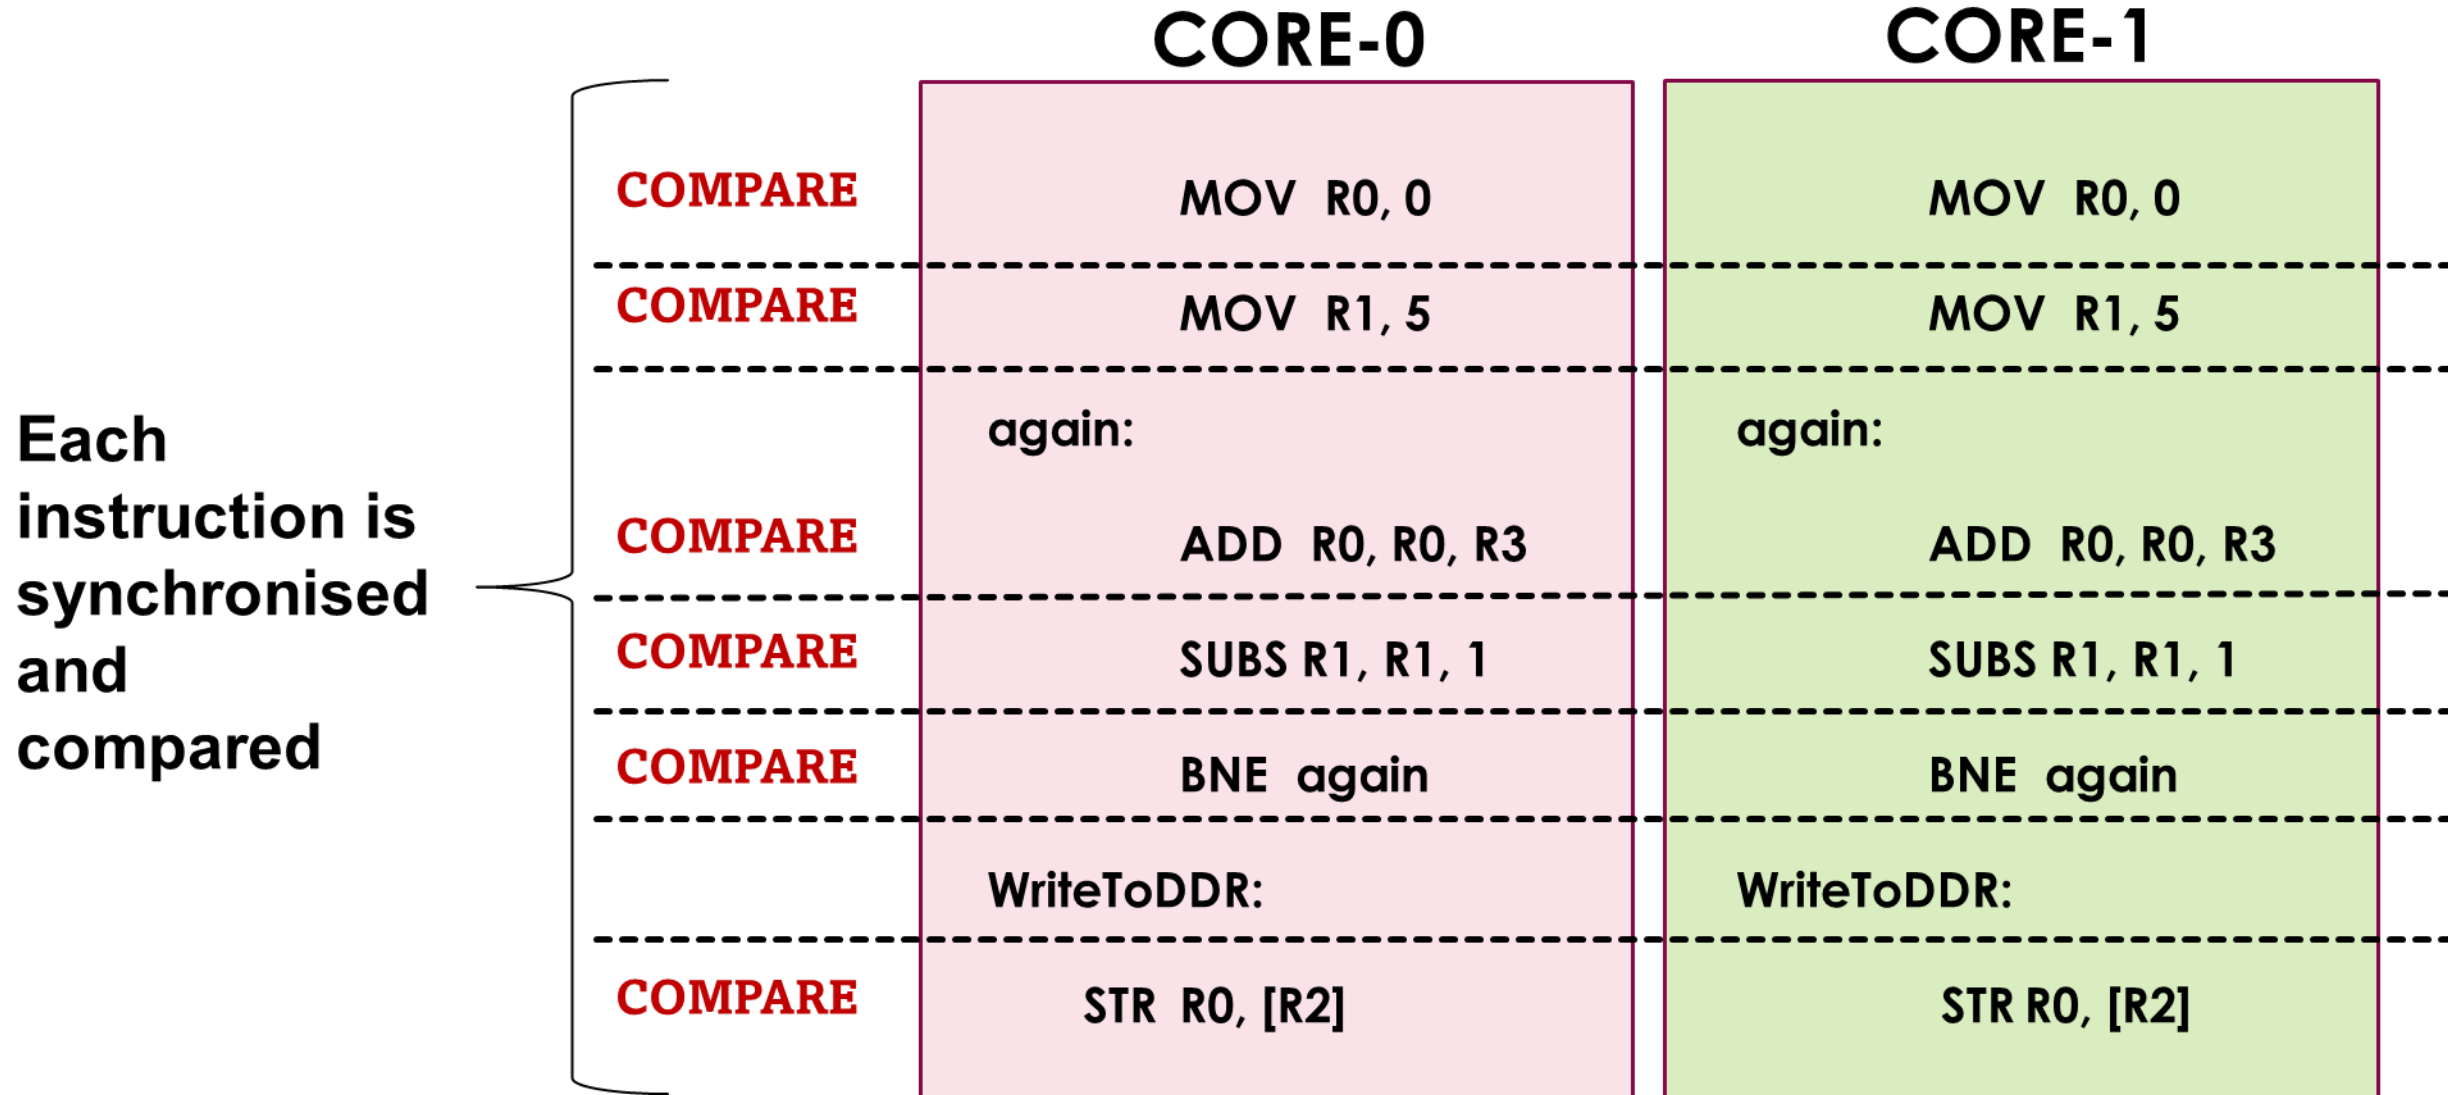 CORE-0 CORE-1
COMPARE MOV R0, 0 MOV R0, 0
COMPARE MOV R1, 5 MOV R1, 5
Each
instruction is
synchronised
and
compared
again: again:
COMPARE ADD R0, R0, R3 ADD R0, R0, R3
COMPARE SUBS R1, R1, 1 SUBS R1, R1, 1
COMPARE BNE again BNE again
WriteToDDR: WriteToDDR:
COMPARE STR R0, [R2] STR R0, [R2]